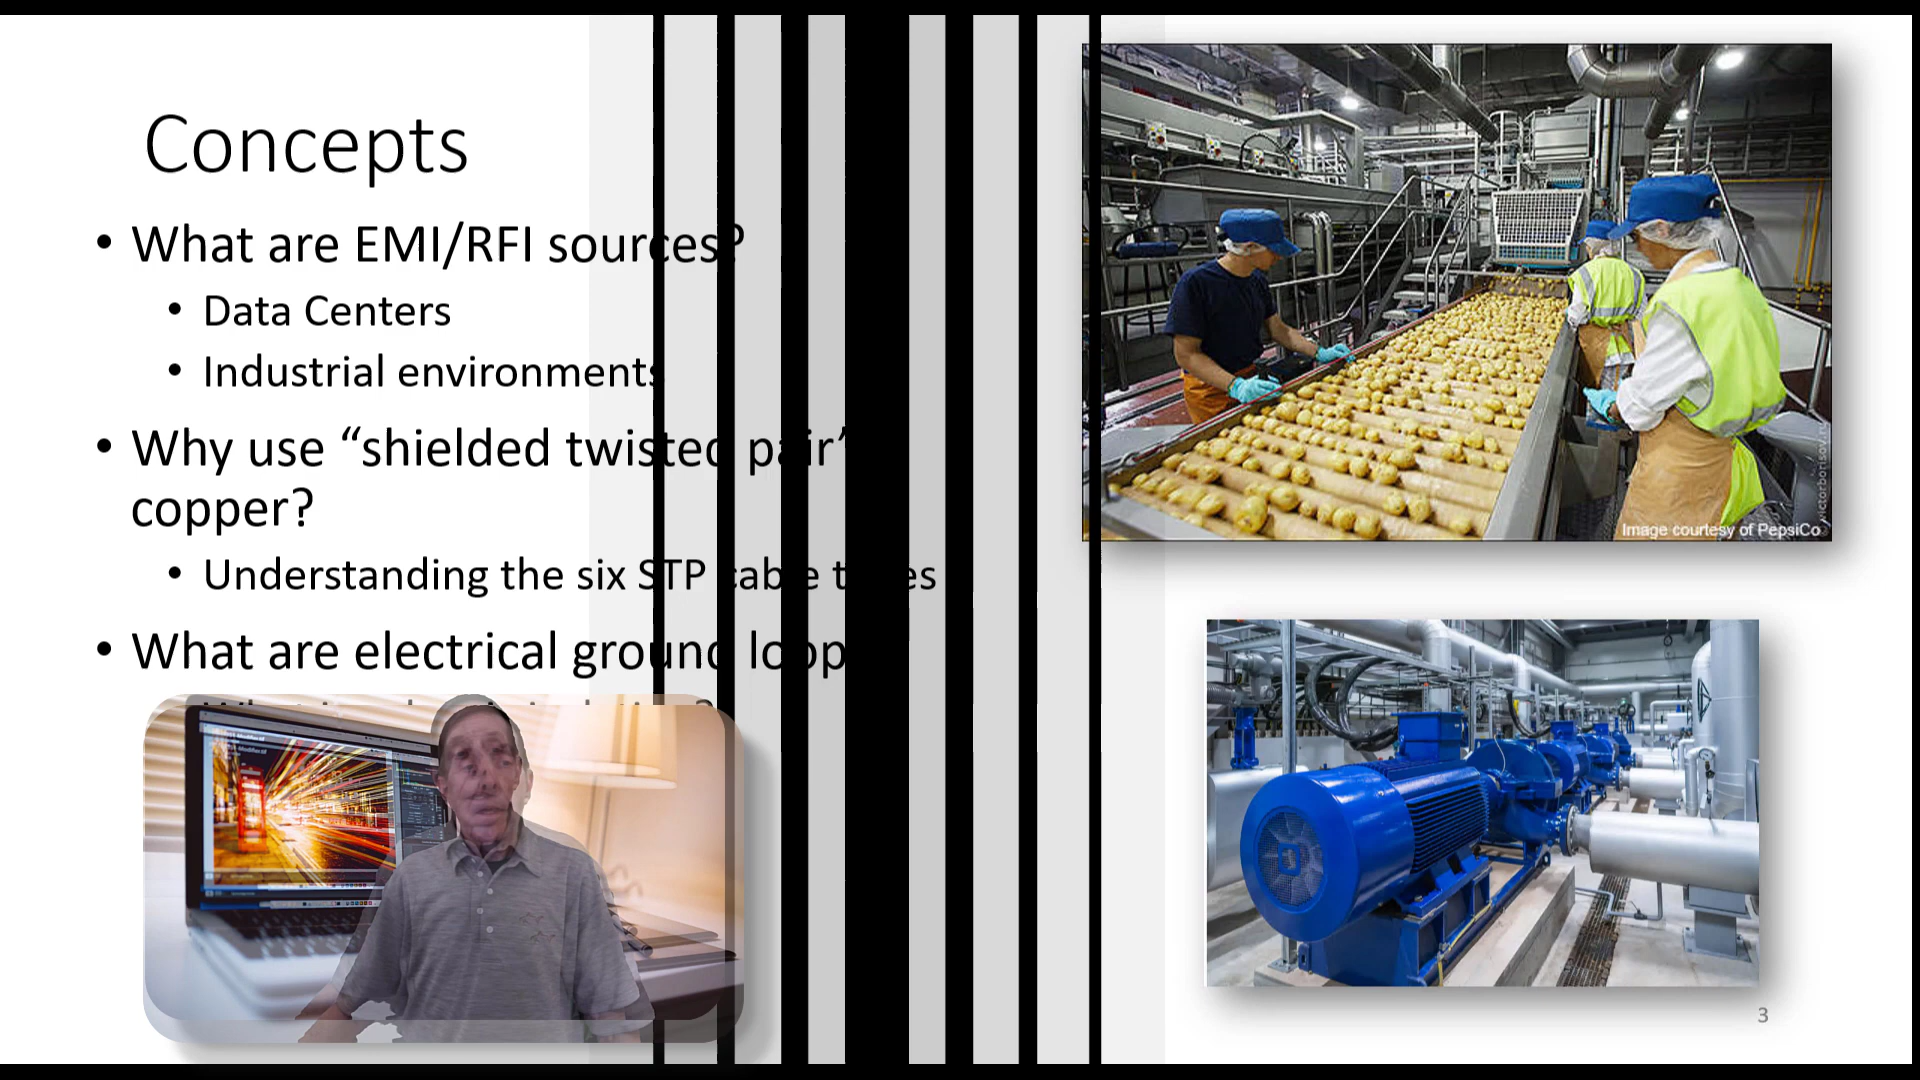 Concepts
• What are EMI/RFI sources?
• Data Centers
• Industrial environments
• Why use “shielded twisted pair”
copper?
• Understanding the six STP cable types
• What are electrical ground loop
Image courtesy of PepsiCo
3